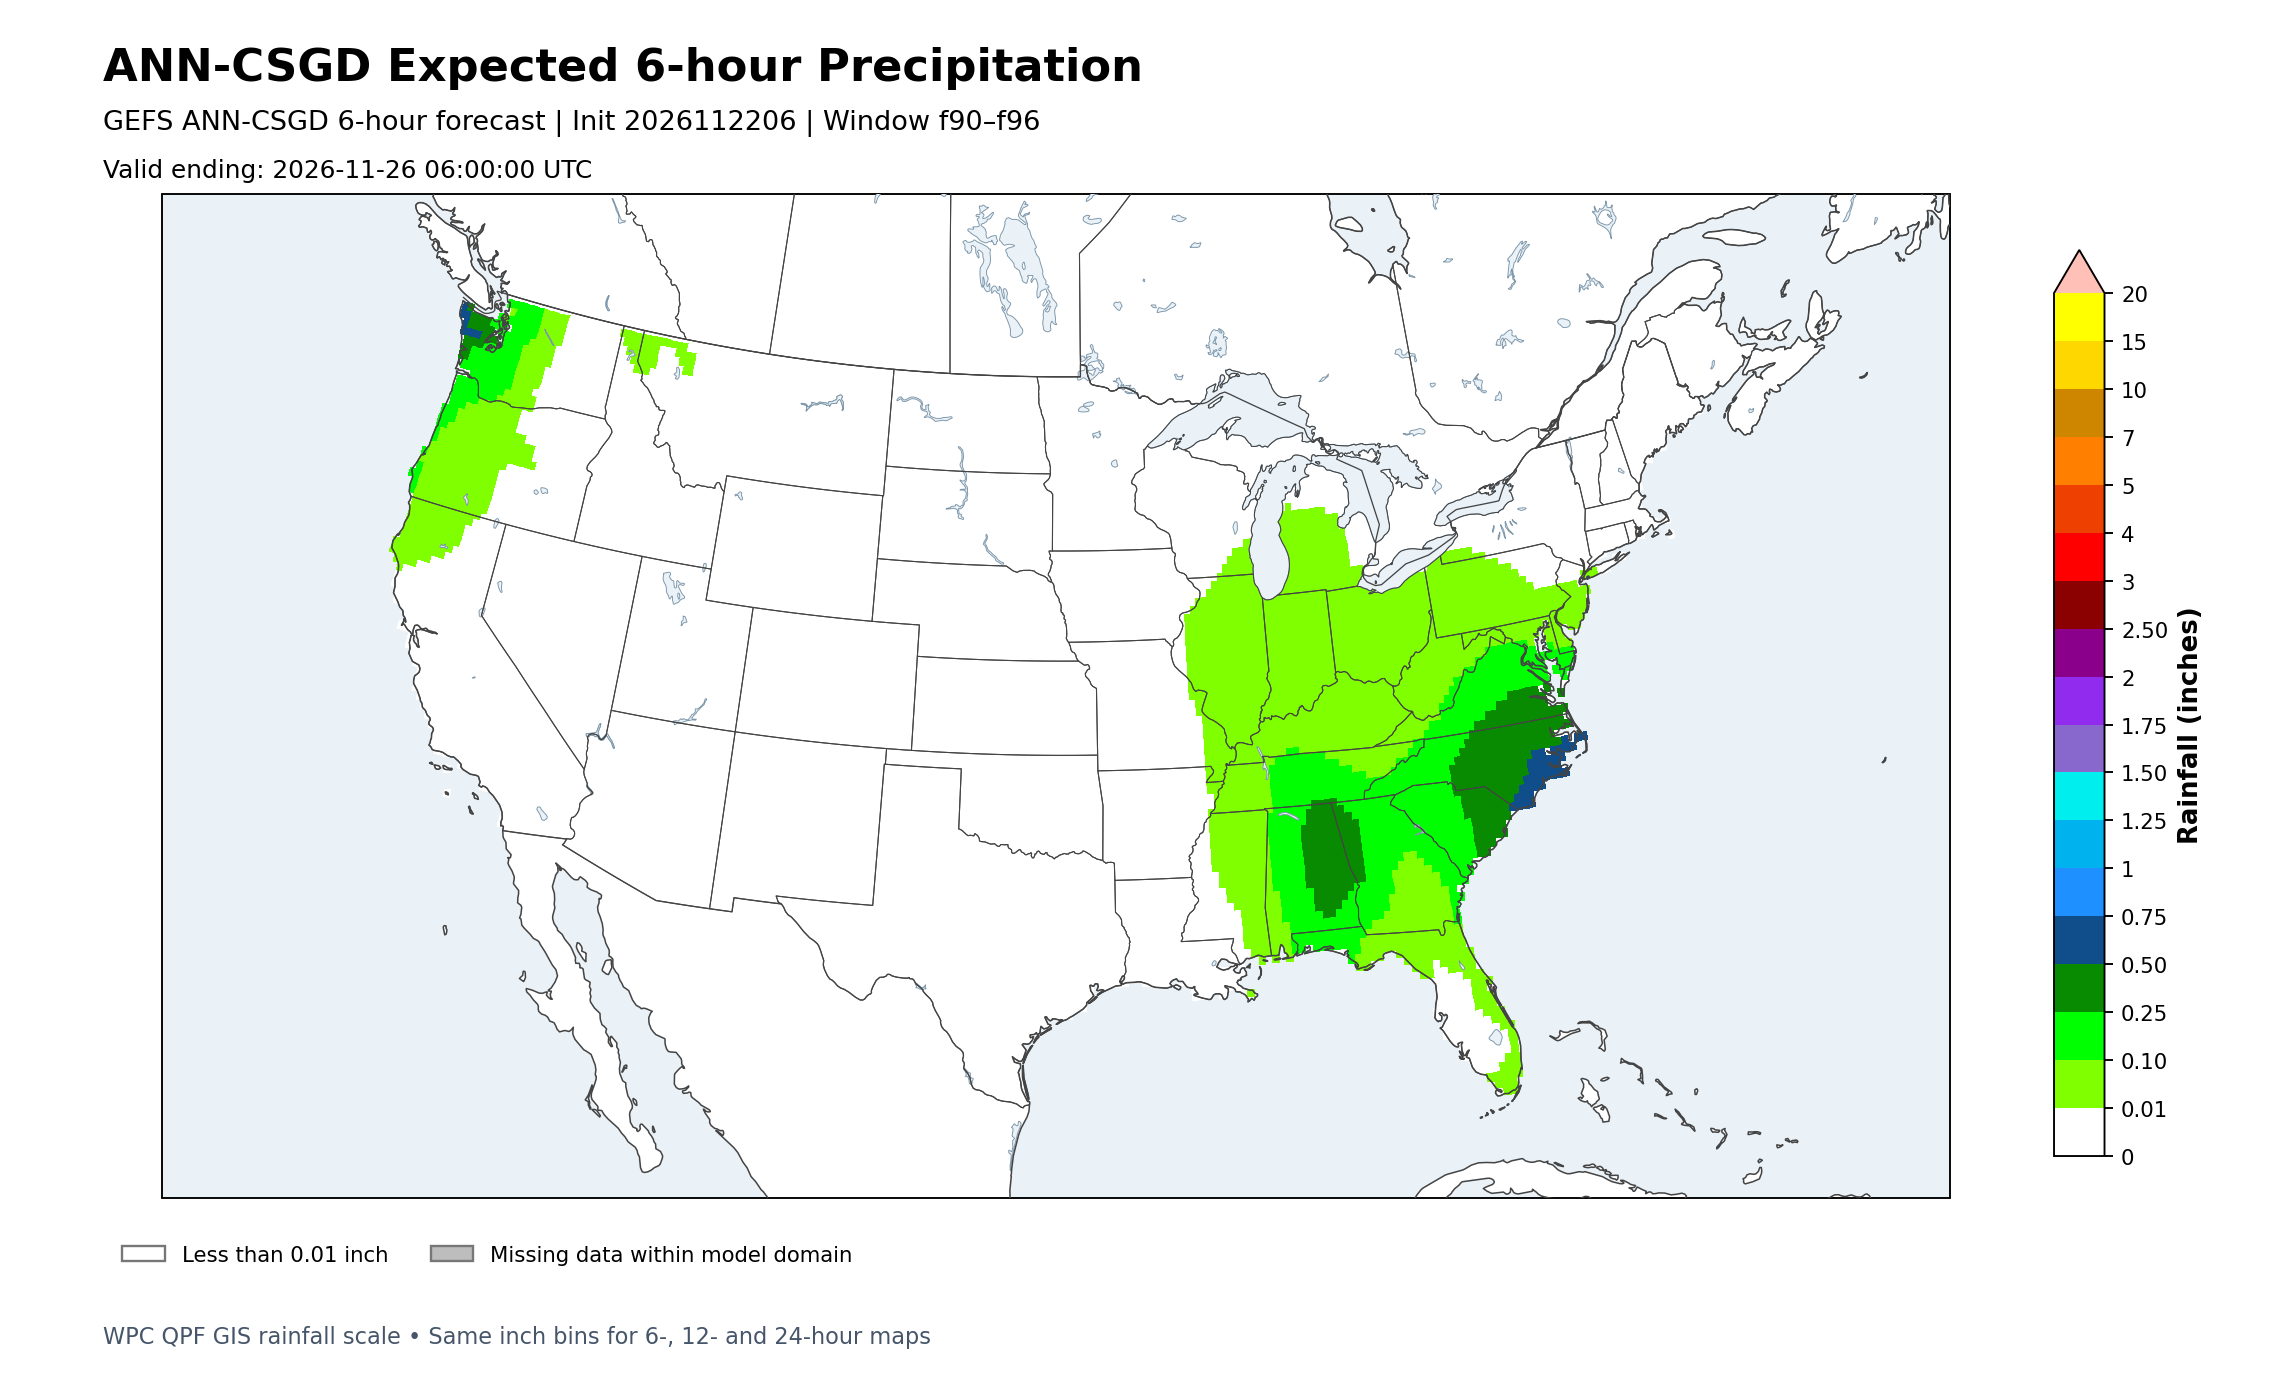 ANN-CSGD Expected 6-hour Precipitation
GEFS ANN-CSGD 6-hour forecast | Init 2026112206 | Window f90–f96
Valid ending: 2026-11-26 06:00:00 UTC
20
15
10
7
5
4
3
2.50
2
1.75
1.50
1.25
1
0.75
0.50
0.25
0.10
0.01
0
Rainfall (inches)
Less than 0.01 inch
Missing data within model domain
WPC QPF GIS rainfall scale • Same inch bins for 6-, 12- and 24-hour maps